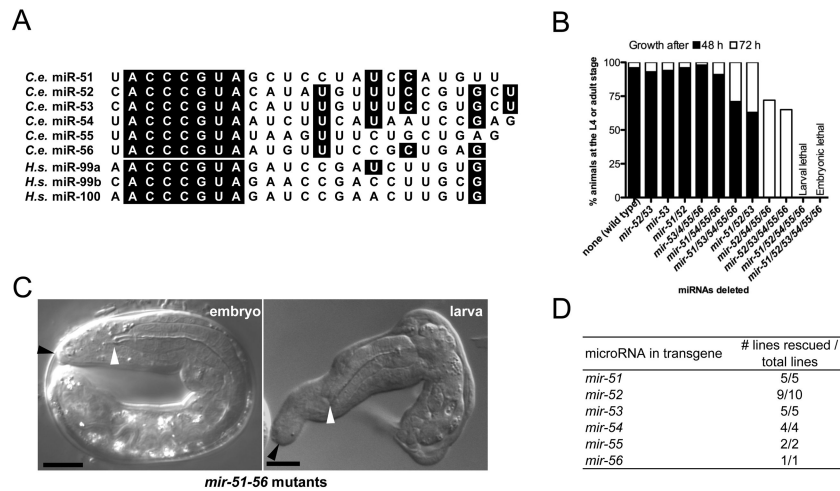 A
C.e. miR-51 U A C C C G U A G C U C C U A U C C A U G U U
C.e. miR-52 C A C C C G U A C A U A U G U U U C C G U G C U
C.e. miR-53 C A C C C G U A C A U U U G U U U C C G U G C U
C.e. miR-54 U A C C C G U A A U C U U C A U A A U C C G A G
C.e. miR-55 U A C C C G U A U A A G U U U C U G C U G A G
C.e. miR-56 U A C C C G U A A U G U U U C C G C U G A G
H.s. miR-99a A A C C C G U A G A U C C G A U C U U G U G
H.s. miR-99b C A C C C G U A G A A C C G A C C U U G C G
H.s. miR-100 A A C C C G U A G A U C C G A A C U U G U G
B
Growth after 48 h 72 h
% animals at the L4 or adult stage
100
75
50
25
0
Larval lethal
Embryonic lethal
none (wild type)
mir-52/53
mir-53
mir-51/52
mir-53/4/55/56
mir-51/54/55/56
mir-51/53/54/55/56
mir-51/52/53
mir-52/54/55/56
mir-52/53/54/55/56
mir-51/52/54/55/56
mir-51/52/53/54/55/56
miRNAs deleted
C
embryo
larva
mir-51-56 mutants
D
microRNA in transgene # lines rescued / total lines
mir-51 5/5
mir-52 9/10
mir-53 5/5
mir-54 4/4
mir-55 2/2
mir-56 1/1